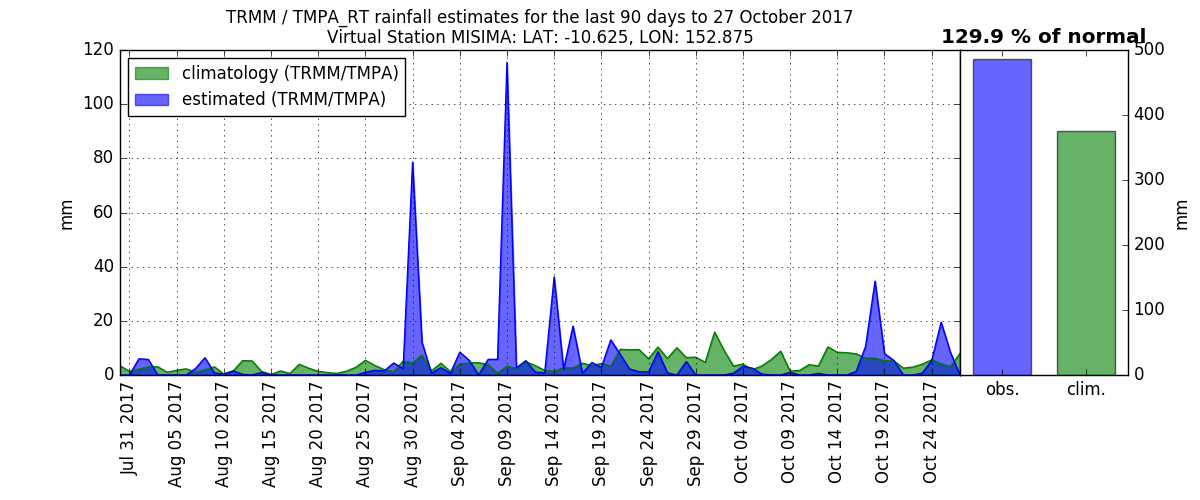 TRMM / TMPA_RT rainfall estimates for the last 90 days to 27 October 2017
Virtual Station MISIMA: LAT: -10.625, LON: 152.875
129.9 % of normal
climatology (TRMM/TMPA)
estimated (TRMM/TMPA)
120
100
80
60
40
20
0
mm
500
400
300
200
100
0
mm
Jul 31 2017
Aug 05 2017
Aug 10 2017
Aug 15 2017
Aug 20 2017
Aug 25 2017
Aug 30 2017
Sep 04 2017
Sep 09 2017
Sep 14 2017
Sep 19 2017
Sep 24 2017
Sep 29 2017
Oct 04 2017
Oct 09 2017
Oct 14 2017
Oct 19 2017
Oct 24 2017
obs.
clim.